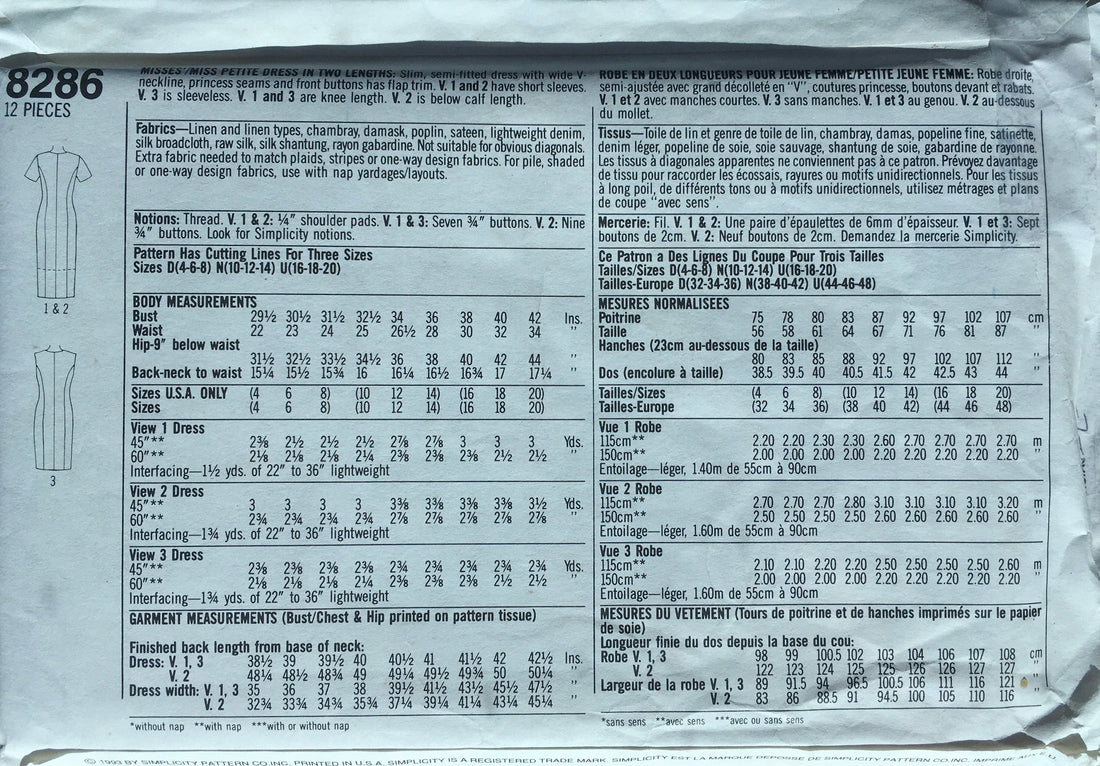 8286
12 PIECES
1 & 2
3
MISSES'/MISS PETITE DRESS IN TWO LENGTHS: Slim, semi-fitted dress with wide V-
neckline, princess seams and front buttons has flap trim. V. 1 and 2 have short sleeves.
V. 3 is sleeveless. V. 1 and 3 are knee length. V. 2 is below calf length.
Fabrics—Linen and linen types, chambray, damask, poplin, sateen, lightweight denim,
silk broadcloth, raw silk, silk shantung, rayon gabardine. Not suitable for obvious diagonals.
Extra fabric needed to match plaids, stripes or one-way design fabrics. For pile, shaded
or one-way design fabrics, use with nap yardages/layouts.
Notions: Thread. V. 1 & 2: ¼" shoulder pads. V. 1 & 3: Seven ¾" buttons. V. 2: Nine
¾" buttons. Look for Simplicity notions.
Pattern Has Cutting Lines For Three Sizes
Sizes D(4-6-8) N(10-12-14) U(16-18-20)
BODY MEASUREMENTS
Bust 29½ 30½ 31½ 32½ 34 36 38 40 42 Ins.
Waist 22 23 24 25 26½ 28 30 32 34 "
Hip-9" below waist
31½ 32½ 33½ 34½ 36 38 40 42 44 "
Back-neck to waist 15¼ 15½ 15¾ 16 16¼ 16½ 16¾ 17 17¼ "
Sizes U.S.A. ONLY (4 6 8) (10 12 14) (16 18 20)
Sizes (4 6 8) (10 12 14) (16 18 20)
View 1 Dress
45"** 2⅜ 2½ 2½ 2½ 2⅞ 2⅞ 3 3 3 Yds.
60"** 2⅛ 2⅛ 2⅛ 2¼ 2⅜ 2⅜ 2⅜ 2½ 2½ "
Interfacing—1½ yds. of 22" to 36" lightweight
View 2 Dress
45"** 3 3 3 3 3⅜ 3⅜ 3⅜ 3⅜ 3½ Yds.
60"** 2¾ 2¾ 2¾ 2¾ 2⅞ 2⅞ 2⅞ 2⅞ 2⅞ "
Interfacing—1¾ yds. of 22" to 36" lightweight
View 3 Dress
45"** 2⅜ 2⅜ 2⅜ 2⅜ 2¾ 2¾ 2¾ 2¾ 2¾ Yds.
60"** 2⅛ 2⅛ 2⅛ 2¼ 2⅜ 2⅜ 2⅜ 2½ 2½ "
Interfacing—1¾ yds. of 22" to 36" lightweight
GARMENT MEASUREMENTS (Bust/Chest & Hip printed on pattern tissue)
Finished back length from base of neck:
Dress: V. 1, 3 38½ 39 39½ 40 40½ 41 41½ 42 42½ Ins.
V. 2 48¼ 48½ 48¾ 49 49¼ 49½ 49¾ 50 50¼ "
Dress width: V. 1, 3 35 36 37 38 39½ 41½ 43½ 45½ 47½ "
V. 2 32¾ 33¾ 34¾ 35¾ 37¼ 39¼ 41¼ 43¼ 45¼ "
*without nap **with nap ***with or without nap
ROBE EN DEUX LONGUEURS POUR JEUNE FEMME/PETITE JEUNE FEMME: Robe droite,
semi-ajustée avec grand décolleté en "V", coutures princesse, boutons devant et rabats.
V. 1 et 2 avec manches courtes. V. 3 sans manches. V. 1 et 3 au genou. V. 2 au-dessous
du mollet.
Tissus—Toile de lin et genre de toile de lin, chambray, damas, popeline fine, satinette,
denim léger, popeline de soie, soie sauvage, shantung de soie, gabardine de rayonne.
Les tissus à diagonales apparentes ne conviennent pas à ce patron. Prévoyez davantage
de tissu pour raccorder les écossais, rayures ou motifs unidirectionnels. Pour les tissus
à long poil, de différents tons ou à motifs unidirectionnels, utilisez métrages et plans
de coupe "avec sens".
Mercerie: Fil. V. 1 & 2: Une paire d'épaulettes de 6mm d'épaisseur. V. 1 et 3: Sept
boutons de 2cm. V. 2: Neuf boutons de 2cm. Demandez la mercerie Simplicity.
Ce Patron a Des Lignes Du Coupe Pour Trois Tailles
Tailles/Sizes D(4-6-8) N(10-12-14) U(16-18-20)
Tailles-Europe D(32-34-36) N(38-40-42) U(44-46-48)
MESURES NORMALISEES
Poitrine 75 78 80 83 87 92 97 102 107 cm
Taille 56 58 61 64 67 71 76 81 87 "
Hanches (23cm au-dessous de la taille)
80 83 85 88 92 97 102 107 112 "
Dos (encolure à taille) 38.5 39.5 40 40.5 41.5 42 42.5 43 44 "
Tailles/Sizes (4 6 8) (10 12 14) (16 18 20)
Tailles-Europe (32 34 36) (38 40 42) (44 46 48)
Vue 1 Robe
115cm** 2.20 2.20 2.30 2.30 2.60 2.70 2.70 2.70 2.70 m
150cm** 2.00 2.00 2.00 2.00 2.20 2.20 2.20 2.20 2.20 "
Entoilage—léger, 1.40m de 55cm à 90cm
Vue 2 Robe
115cm** 2.70 2.70 2.70 2.80 3.10 3.10 3.10 3.10 3.20 m
150cm** 2.50 2.50 2.50 2.50 2.60 2.60 2.60 2.60 2.60 "
Entoilage—léger, 1.60m de 55cm à 90cm
Vue 3 Robe
115cm** 2.10 2.10 2.20 2.20 2.50 2.50 2.50 2.50 2.60 m
150cm** 2.00 2.00 2.00 2.00 2.20 2.20 2.20 2.20 2.20 "
Entoilage—léger, 1.60m de 55cm à 90cm
MESURES DU VETEMENT (Tours de poitrine et de hanches imprimés sur le papier
de soie)
Longueur finie du dos depuis la base du cou:
Robe V. 1, 3 98 99 100.5 102 103 104 106 107 108 cm
V. 2 122 123 124 125 125 126 126 127 127 "
Largeur de la robe V. 1, 3 89 91.5 94 96.5 100.5 106 111 116 121 "
V. 2 83 86 88.5 91 94.5 100 105 110 116 "
*sans sens **avec sens ***avec ou sans sens
© 1993 BY SIMPLICITY PATTERN CO.INC. PRINTED IN U.S.A. SIMPLICITY IS A REGISTERED TRADE MARK SIMPLICITY EST LA MARQUE DEPOSEE DE SIMPLICITY PATTERN CO.INC. IMPRIME AUX